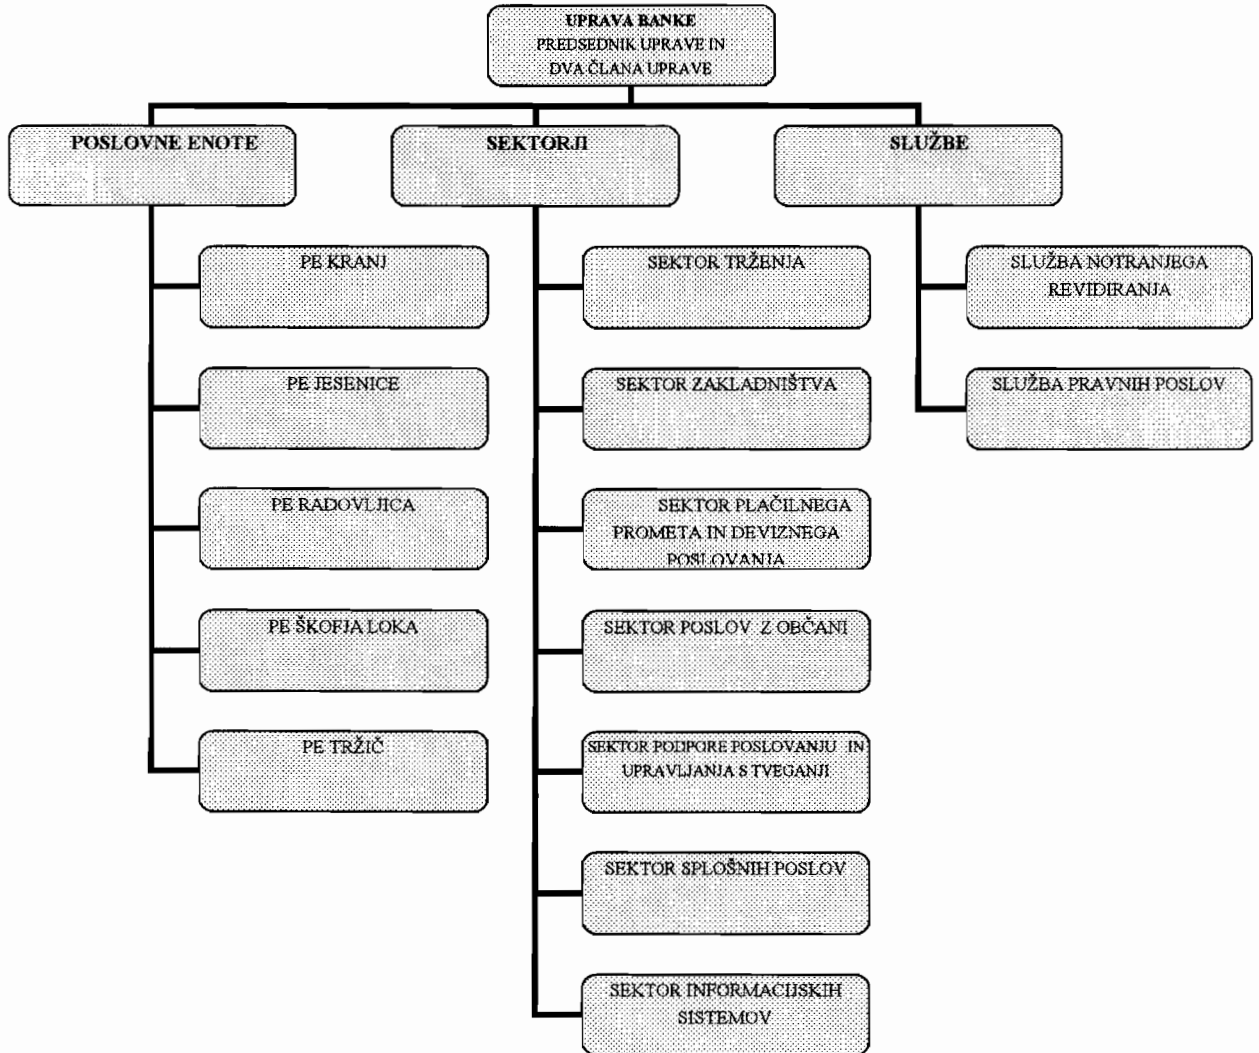 UPRAVA BANKE
PREDSEDNIK UPRAVE IN
DVA ČLANA UPRAVE
POSLOVNE ENOTE
SEKTORJI
SLUŽBE
PE KRANJ
PE JESENICE
PE RADOVLJICA
PE ŠKOFJA LOKA
PE TRŽIČ
SEKTOR TRŽENJA
SEKTOR ZAKLADNIŠTVA
SEKTOR PLAČILNEGA
PROMETA IN DEVIZNEGA
POSLOVANJA
SEKTOR POSLOV Z OBČANI
SEKTOR PODPORE POSLOVANJU IN
UPRAVLJANJA S TVEGANJI
SEKTOR SPLOŠNIH POSLOV
SEKTOR INFORMACIJSKIH
SISTEMOV
SLUŽBA NOTRANJEGA
REVIDIRANJA
SLUŽBA PRAVNIH POSLOV